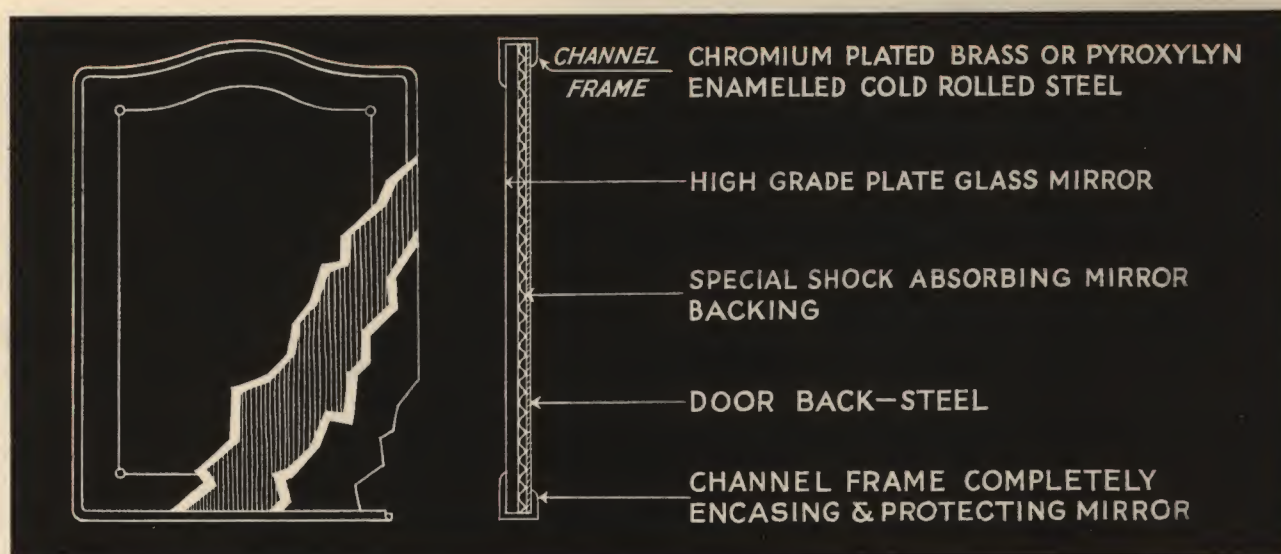 CHANNEL FRAME
CHROMIUM PLATED BRASS OR PYROXYLYN
ENAMELLED COLD ROLLED STEEL
HIGH GRADE PLATE GLASS MIRROR
SPECIAL SHOCK ABSORBING MIRROR
BACKING
DOOR BACK—STEEL
CHANNEL FRAME COMPLETELY
ENCASING & PROTECTING MIRROR